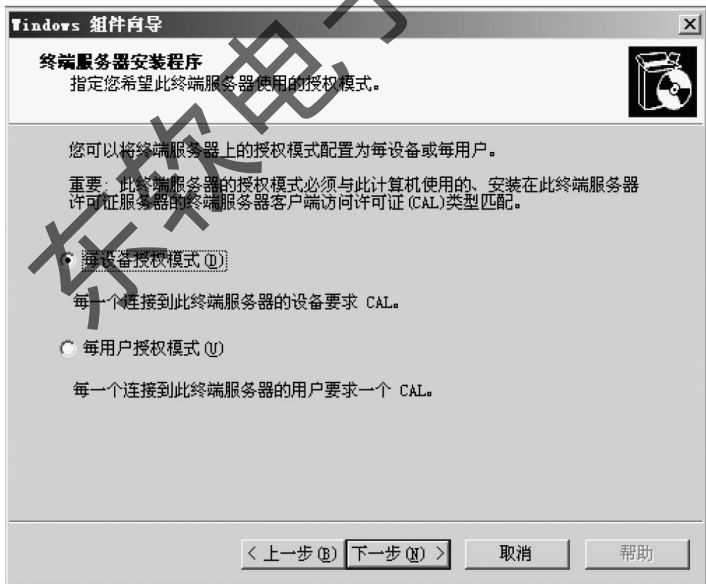 Windows 组件向导
终端服务器安装程序
指定您希望此终端服务器使用的授权模式。
您可以将终端服务器上的授权模式配置为每设备或每用户。
重要: 此终端服务器的授权模式必须与此计算机使用的、安装在此终端服务器
许可证服务器的终端服务器客户端访问许可证(CAL)类型匹配。
每设备授权模式(D)
每一个连接到此终端服务器的设备要求 CAL。
每用户授权模式(U)
每一个连接到此终端服务器的用户要求一个 CAL。
< 上一步(B) 下一步(N) > 取消 帮助
东软电子